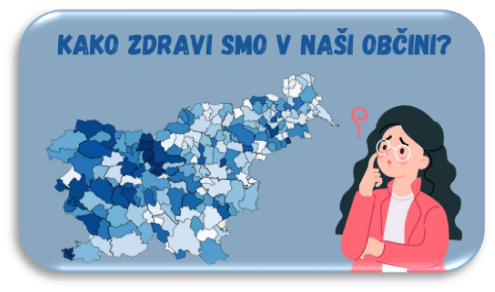 KAKO ZDRAVI SMO V NAŠI OBČINI?